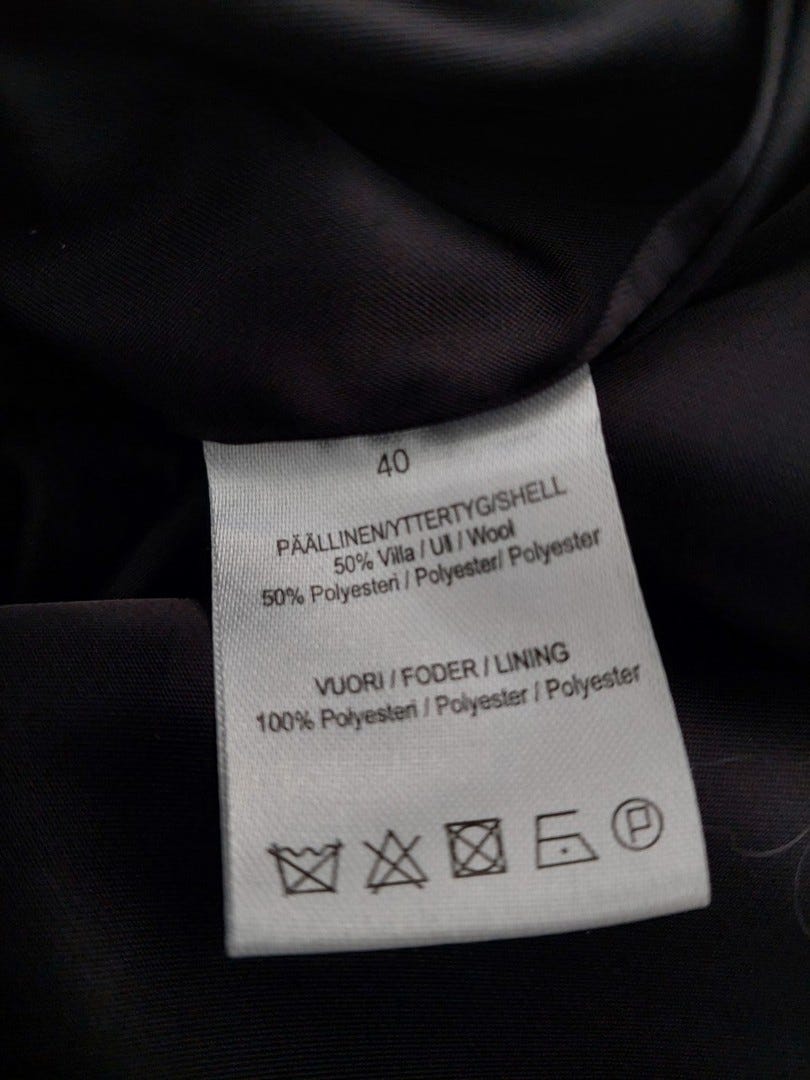 40
PÄÄLLINEN/YTTERTYG/SHELL
50% Villa / Ull / Wool
50% Polyesteri / Polyester/ Polyester
VUORI / FODER / LINING
100% Polyesteri / Polyester / Polyester
P